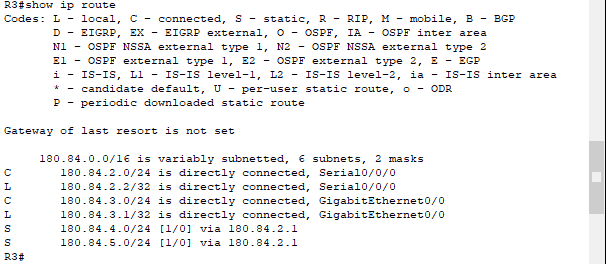 R3#show ip route
Codes: L - local, C - connected, S - static, R - RIP, M - mobile, B - BGP
D - EIGRP, EX - EIGRP external, O - OSPF, IA - OSPF inter area
N1 - OSPF NSSA external type 1, N2 - OSPF NSSA external type 2
E1 - OSPF external type 1, E2 - OSPF external type 2, E - EGP
i - IS-IS, L1 - IS-IS level-1, L2 - IS-IS level-2, ia - IS-IS inter area
* - candidate default, U - per-user static route, o - ODR
P - periodic downloaded static route
Gateway of last resort is not set
180.84.0.0/16 is variably subnetted, 6 subnets, 2 masks
C 180.84.2.0/24 is directly connected, Serial0/0/0
L 180.84.2.2/32 is directly connected, Serial0/0/0
C 180.84.3.0/24 is directly connected, GigabitEthernet0/0
L 180.84.3.1/32 is directly connected, GigabitEthernet0/0
S 180.84.4.0/24 [1/0] via 180.84.2.1
S 180.84.5.0/24 [1/0] via 180.84.2.1
R3#